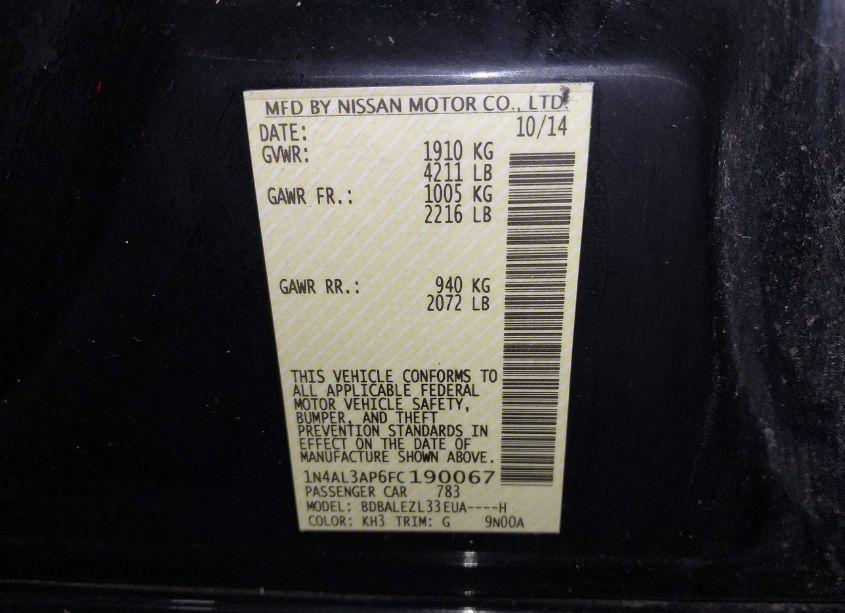 MFD BY NISSAN MOTOR CO., LTD.
DATE: 10/14
GVWR: 1910 KG
4211 LB
GAWR FR.: 1005 KG
2216 LB
GAWR RR.: 940 KG
2072 LB
THIS VEHICLE CONFORMS TO
ALL APPLICABLE FEDERAL
MOTOR VEHICLE SAFETY,
BUMPER, AND THEFT
PREVENTION STANDARDS IN
EFFECT ON THE DATE OF
MANUFACTURE SHOWN ABOVE.
1N4AL3AP6FC190067
PASSENGER CAR 783
MODEL: BDBALEZL33EUA----H
COLOR: KH3 TRIM: G 9N00A